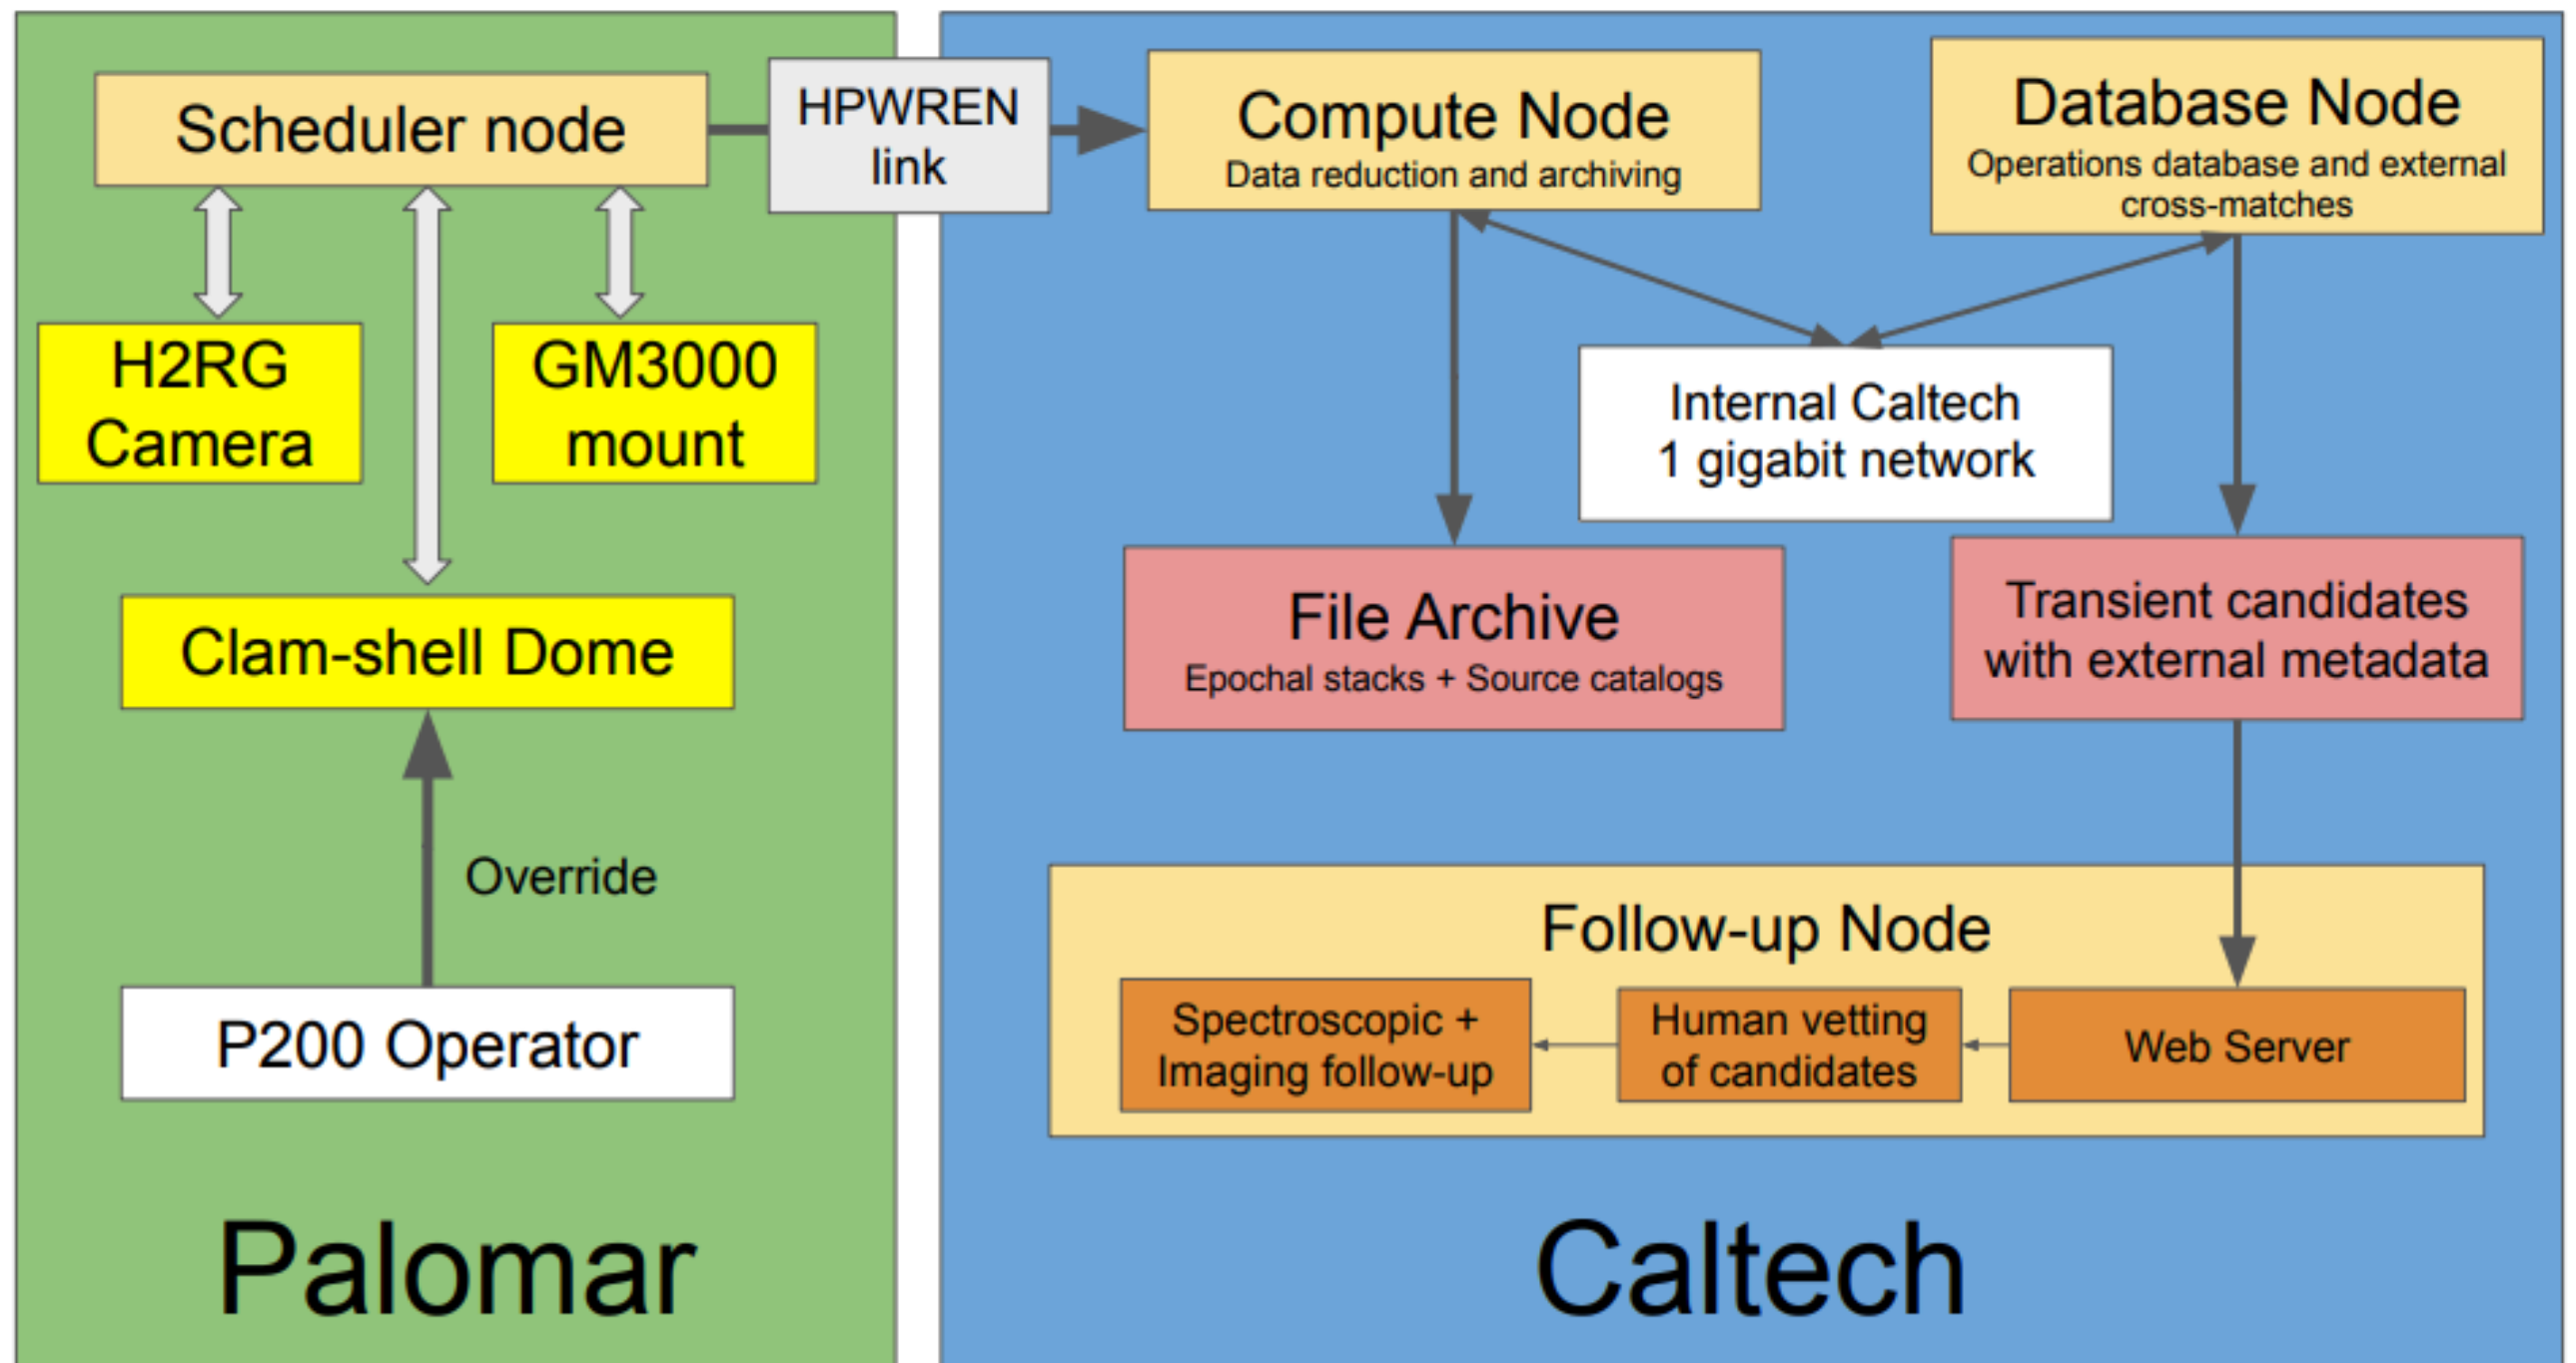 Scheduler node
HPWREN
link
Compute Node
Data reduction and archiving
Database Node
Operations database and external
cross-matches
H2RG
Camera
GM3000
mount
Internal Caltech
1 gigabit network
Clam-shell Dome
File Archive
Epochal stacks + Source catalogs
Transient candidates
with external metadata
Override
P200 Operator
Follow-up Node
Spectroscopic +
Imaging follow-up
Human vetting
of candidates
Web Server
Palomar
Caltech